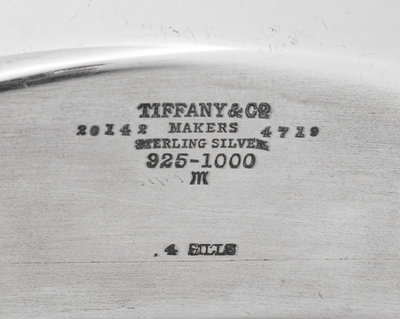 TIFFANY & CO
20142 MAKERS 4719
STERLING SILVER
925-1000
M
4 GILLS